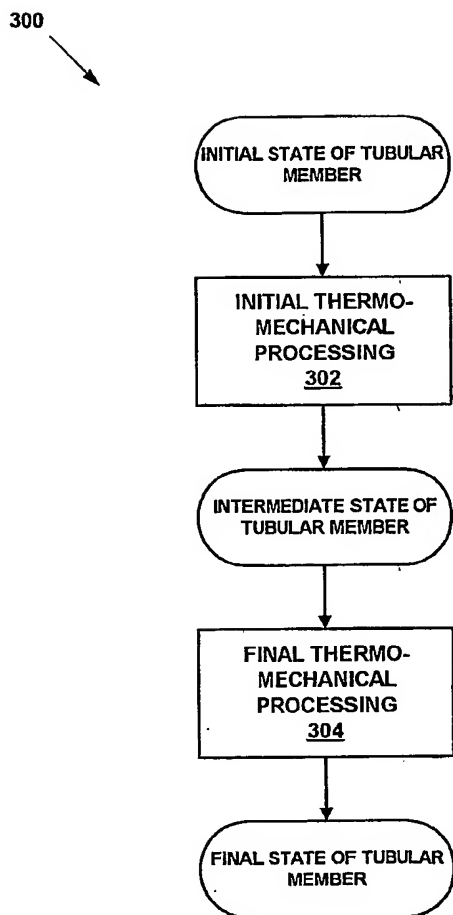 300
INITIAL STATE OF TUBULAR
MEMBER
INITIAL THERMO-
MECHANICAL
PROCESSING
302
INTERMEDIATE STATE OF
TUBULAR MEMBER
FINAL THERMO-
MECHANICAL
PROCESSING
304
FINAL STATE OF TUBULAR
MEMBER